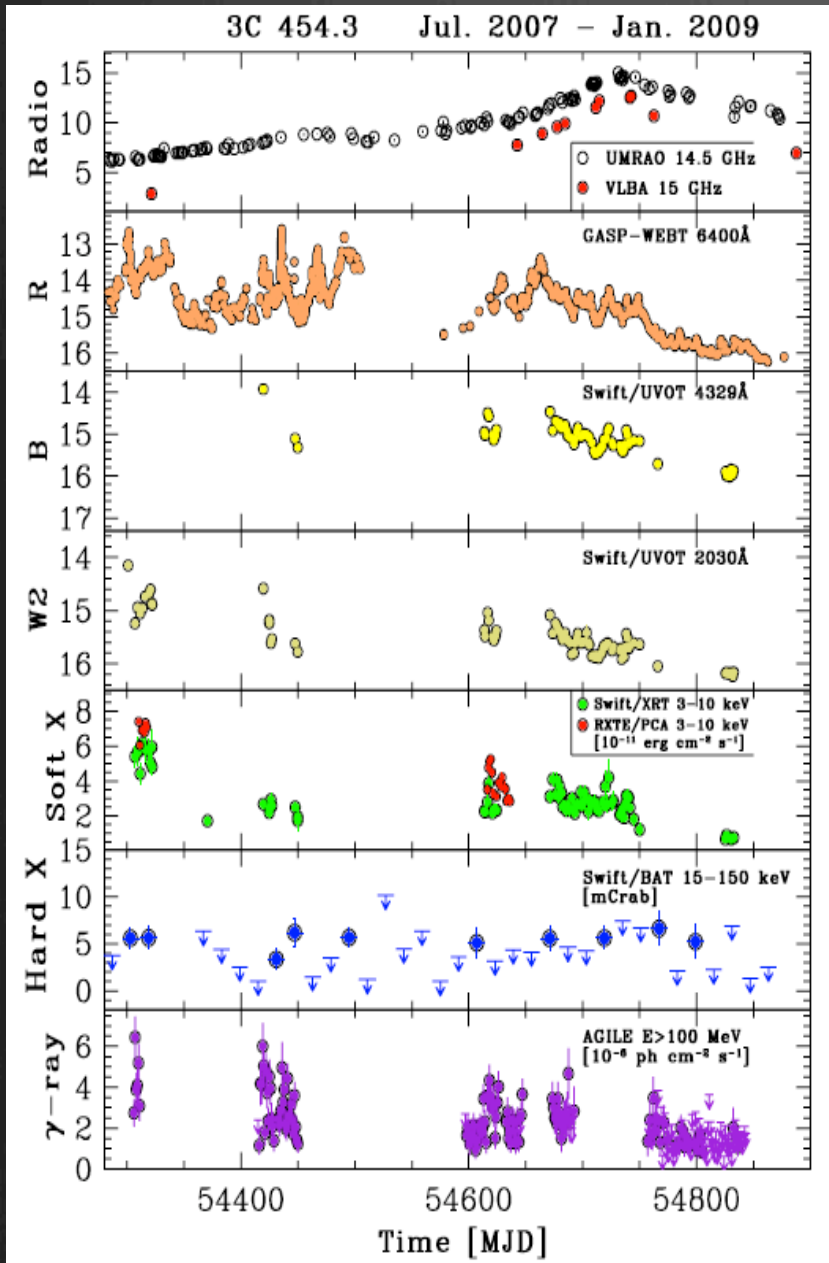 3C 454.3 Jul. 2007 – Jan. 2009
Radio
15
10
5
UMRAO 14.5 GHz
VLBA 15 GHz
R
13
14
15
16
GASP-WEBT 6400Å
B
14
15
16
17
Swift/UVOT 4329Å
W2
14
15
16
Swift/UVOT 2030Å
Soft X
8
6
4
2
Swift/XRT 3-10 keV
RXTE/PCA 3-10 keV
[10⁻¹¹ erg cm⁻² s⁻¹]
Hard X
15
10
5
0
Swift/BAT 15-150 keV
[mCrab]
γ-ray
6
4
2
0
AGILE E>100 MeV
[10⁻⁶ ph cm⁻² s⁻¹]
54400 54600 54800
Time [MJD]